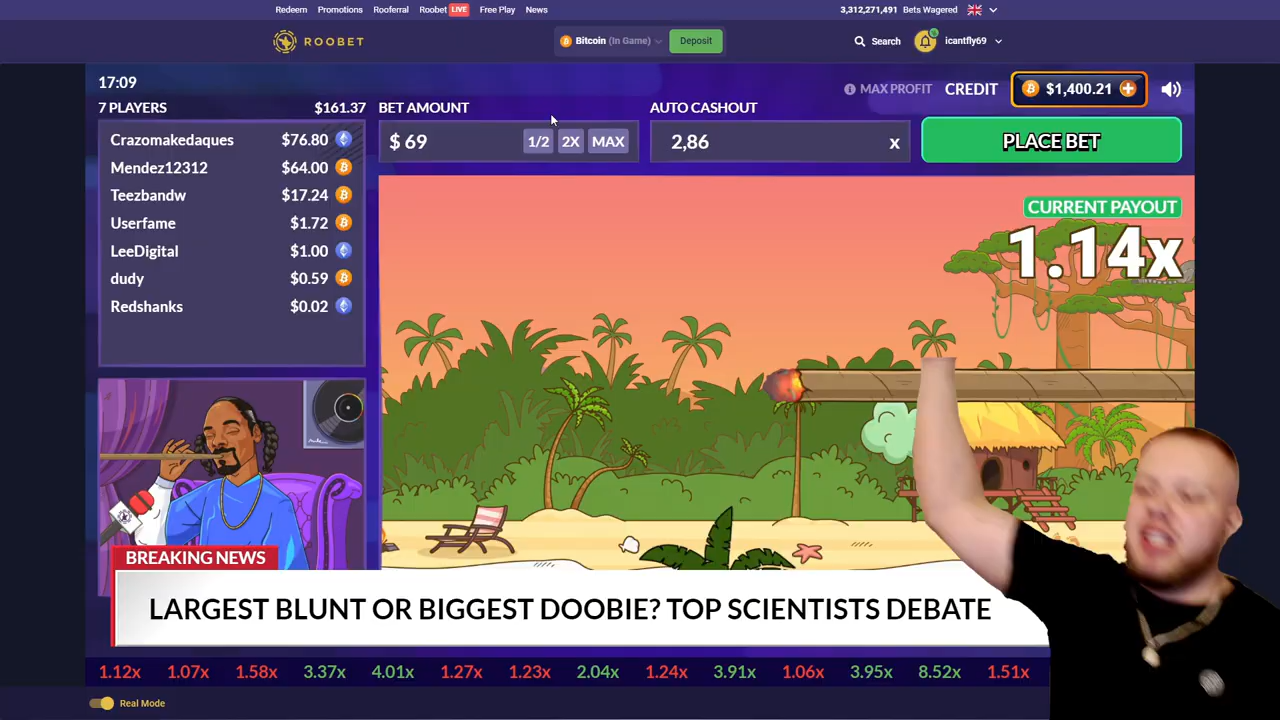 Redeem Promotions Rooferral Roobet LIVE Free Play News 3,312,271,491 Bets Wagered
ROOBET Bitcoin (In Game) Deposit Search icantfly69
17:09
7 PLAYERS $161.37
Crazomakedaques $76.80
Mendez12312 $64.00
Teezbandw $17.24
Userfame $1.72
LeeDigital $1.00
dudy $0.59
Redshanks $0.02
MAX PROFIT CREDIT $1,400.21
BET AMOUNT AUTO CASHOUT
$ 69 1/2 2X MAX 2,86 x PLACE BET
CURRENT PAYOUT
1.14x
BREAKING NEWS
LARGEST BLUNT OR BIGGEST DOOBIE? TOP SCIENTISTS DEBATE
1.12x 1.07x 1.58x 3.37x 4.01x 1.27x 1.23x 2.04x 1.24x 3.91x 1.06x 3.95x 8.52x 1.51x
Real Mode